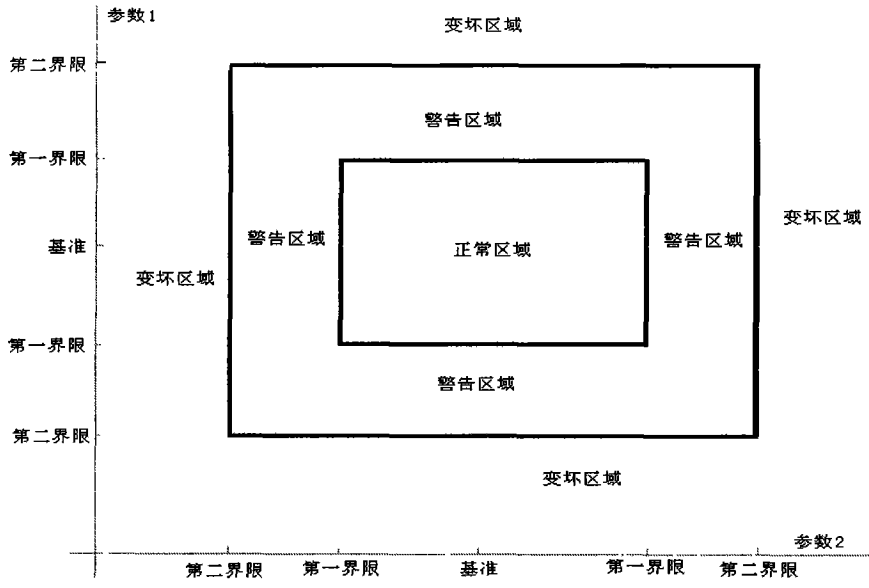 参数1
变坏区域
第二界限
警告区域
第一界限
变坏区域
基准
警告区域
正常区域
警告区域
变坏区域
第一界限
警告区域
第二界限
变坏区域
参数2
第二界限
第一界限
基准
第一界限
第二界限